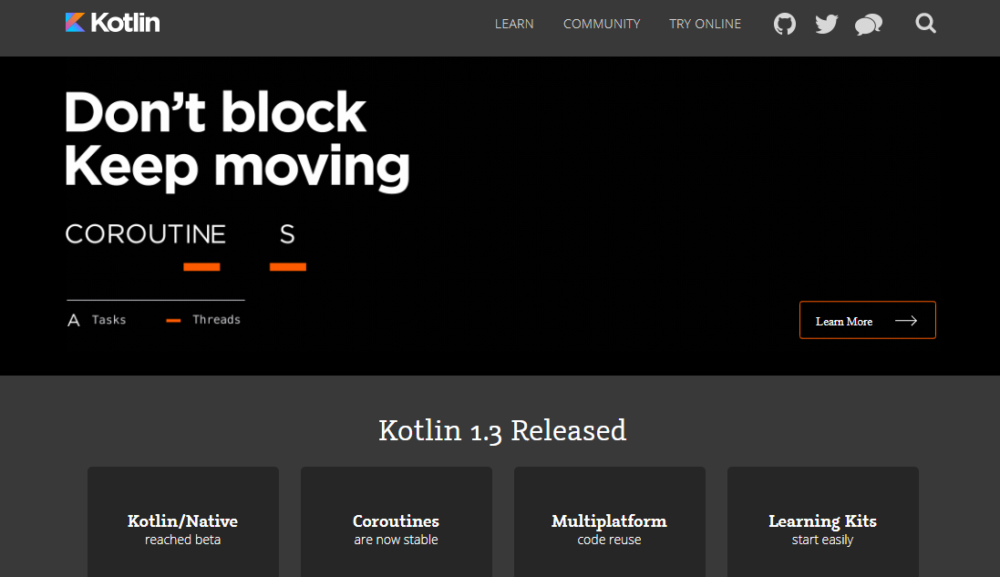 Kotlin
LEARN COMMUNITY TRY ONLINE
Don’t block
Keep moving
COROUTINE S
A Tasks Threads
Learn More
Kotlin 1.3 Released
Kotlin/Native
reached beta
Coroutines
are now stable
Multiplatform
code reuse
Learning Kits
start easily